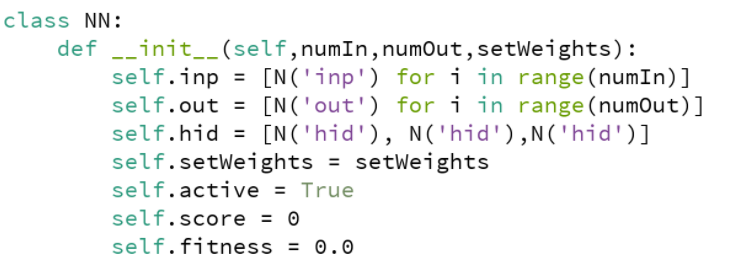 class NN:
    def __init__(self,numIn,numOut,setWeights):
        self.inp = [N('inp') for i in range(numIn)]
        self.out = [N('out') for i in range(numOut)]
        self.hid = [N('hid'), N('hid'),N('hid')]
        self.setWeights = setWeights
        self.active = True
        self.score = 0
        self.fitness = 0.0